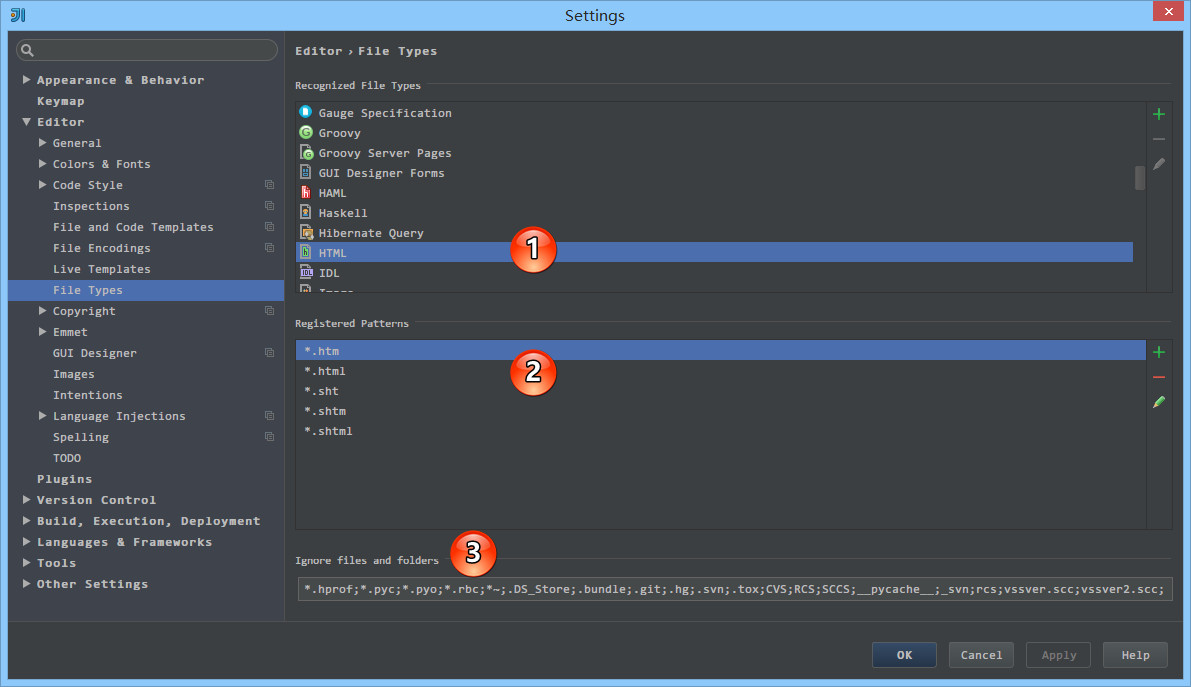 Settings
Editor › File Types
Appearance & Behavior
Keymap
Editor
General
Colors & Fonts
Code Style
Inspections
File and Code Templates
File Encodings
Live Templates
File Types
Copyright
Emmet
GUI Designer
Images
Intentions
Language Injections
Spelling
TODO
Plugins
Version Control
Build, Execution, Deployment
Languages & Frameworks
Tools
Other Settings
Recognized File Types
Gauge Specification
Groovy
Groovy Server Pages
GUI Designer Forms
HAML
Haskell
Hibernate Query
HTML
1
IDL
Registered Patterns
*.htm
*.html
2
*.sht
*.shtm
*.shtml
Ignore files and folders
3
*.hprof;*.pyc;*.pyo;*.rbc;*~;.DS_Store;.bundle;.git;.hg;.svn;.tox;CVS;RCS;SCCS;__pycache__;_svn;rcs;vssver.scc;vssver2.scc;
OK Cancel Apply Help